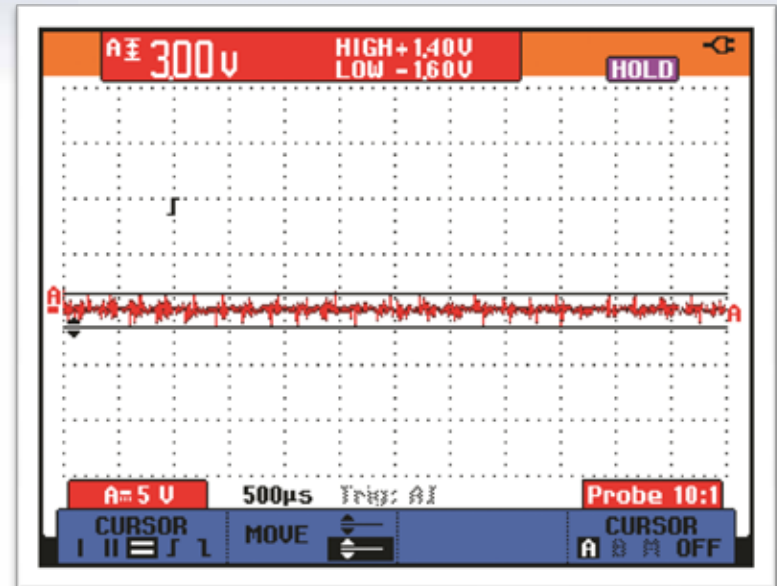 A 3.00 V HIGH+1.40V
LOW -1.60V
HOLD
A
A
A 5 V 500µs Trig: AI Probe 10:1
CURSOR MOVE CURSOR
A B M OFF